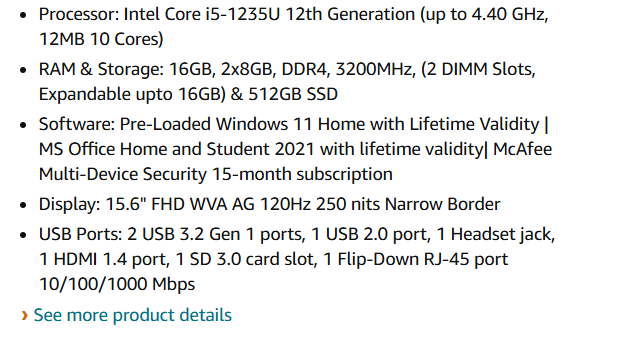 • Processor: Intel Core i5-1235U 12th Generation (up to 4.40 GHz,
12MB 10 Cores)
• RAM & Storage: 16GB, 2x8GB, DDR4, 3200MHz, (2 DIMM Slots,
Expandable upto 16GB) & 512GB SSD
• Software: Pre-Loaded Windows 11 Home with Lifetime Validity |
MS Office Home and Student 2021 with lifetime validity| McAfee
Multi-Device Security 15-month subscription
• Display: 15.6" FHD WVA AG 120Hz 250 nits Narrow Border
• USB Ports: 2 USB 3.2 Gen 1 ports, 1 USB 2.0 port, 1 Headset jack,
1 HDMI 1.4 port, 1 SD 3.0 card slot, 1 Flip-Down RJ-45 port
10/100/1000 Mbps
› See more product details